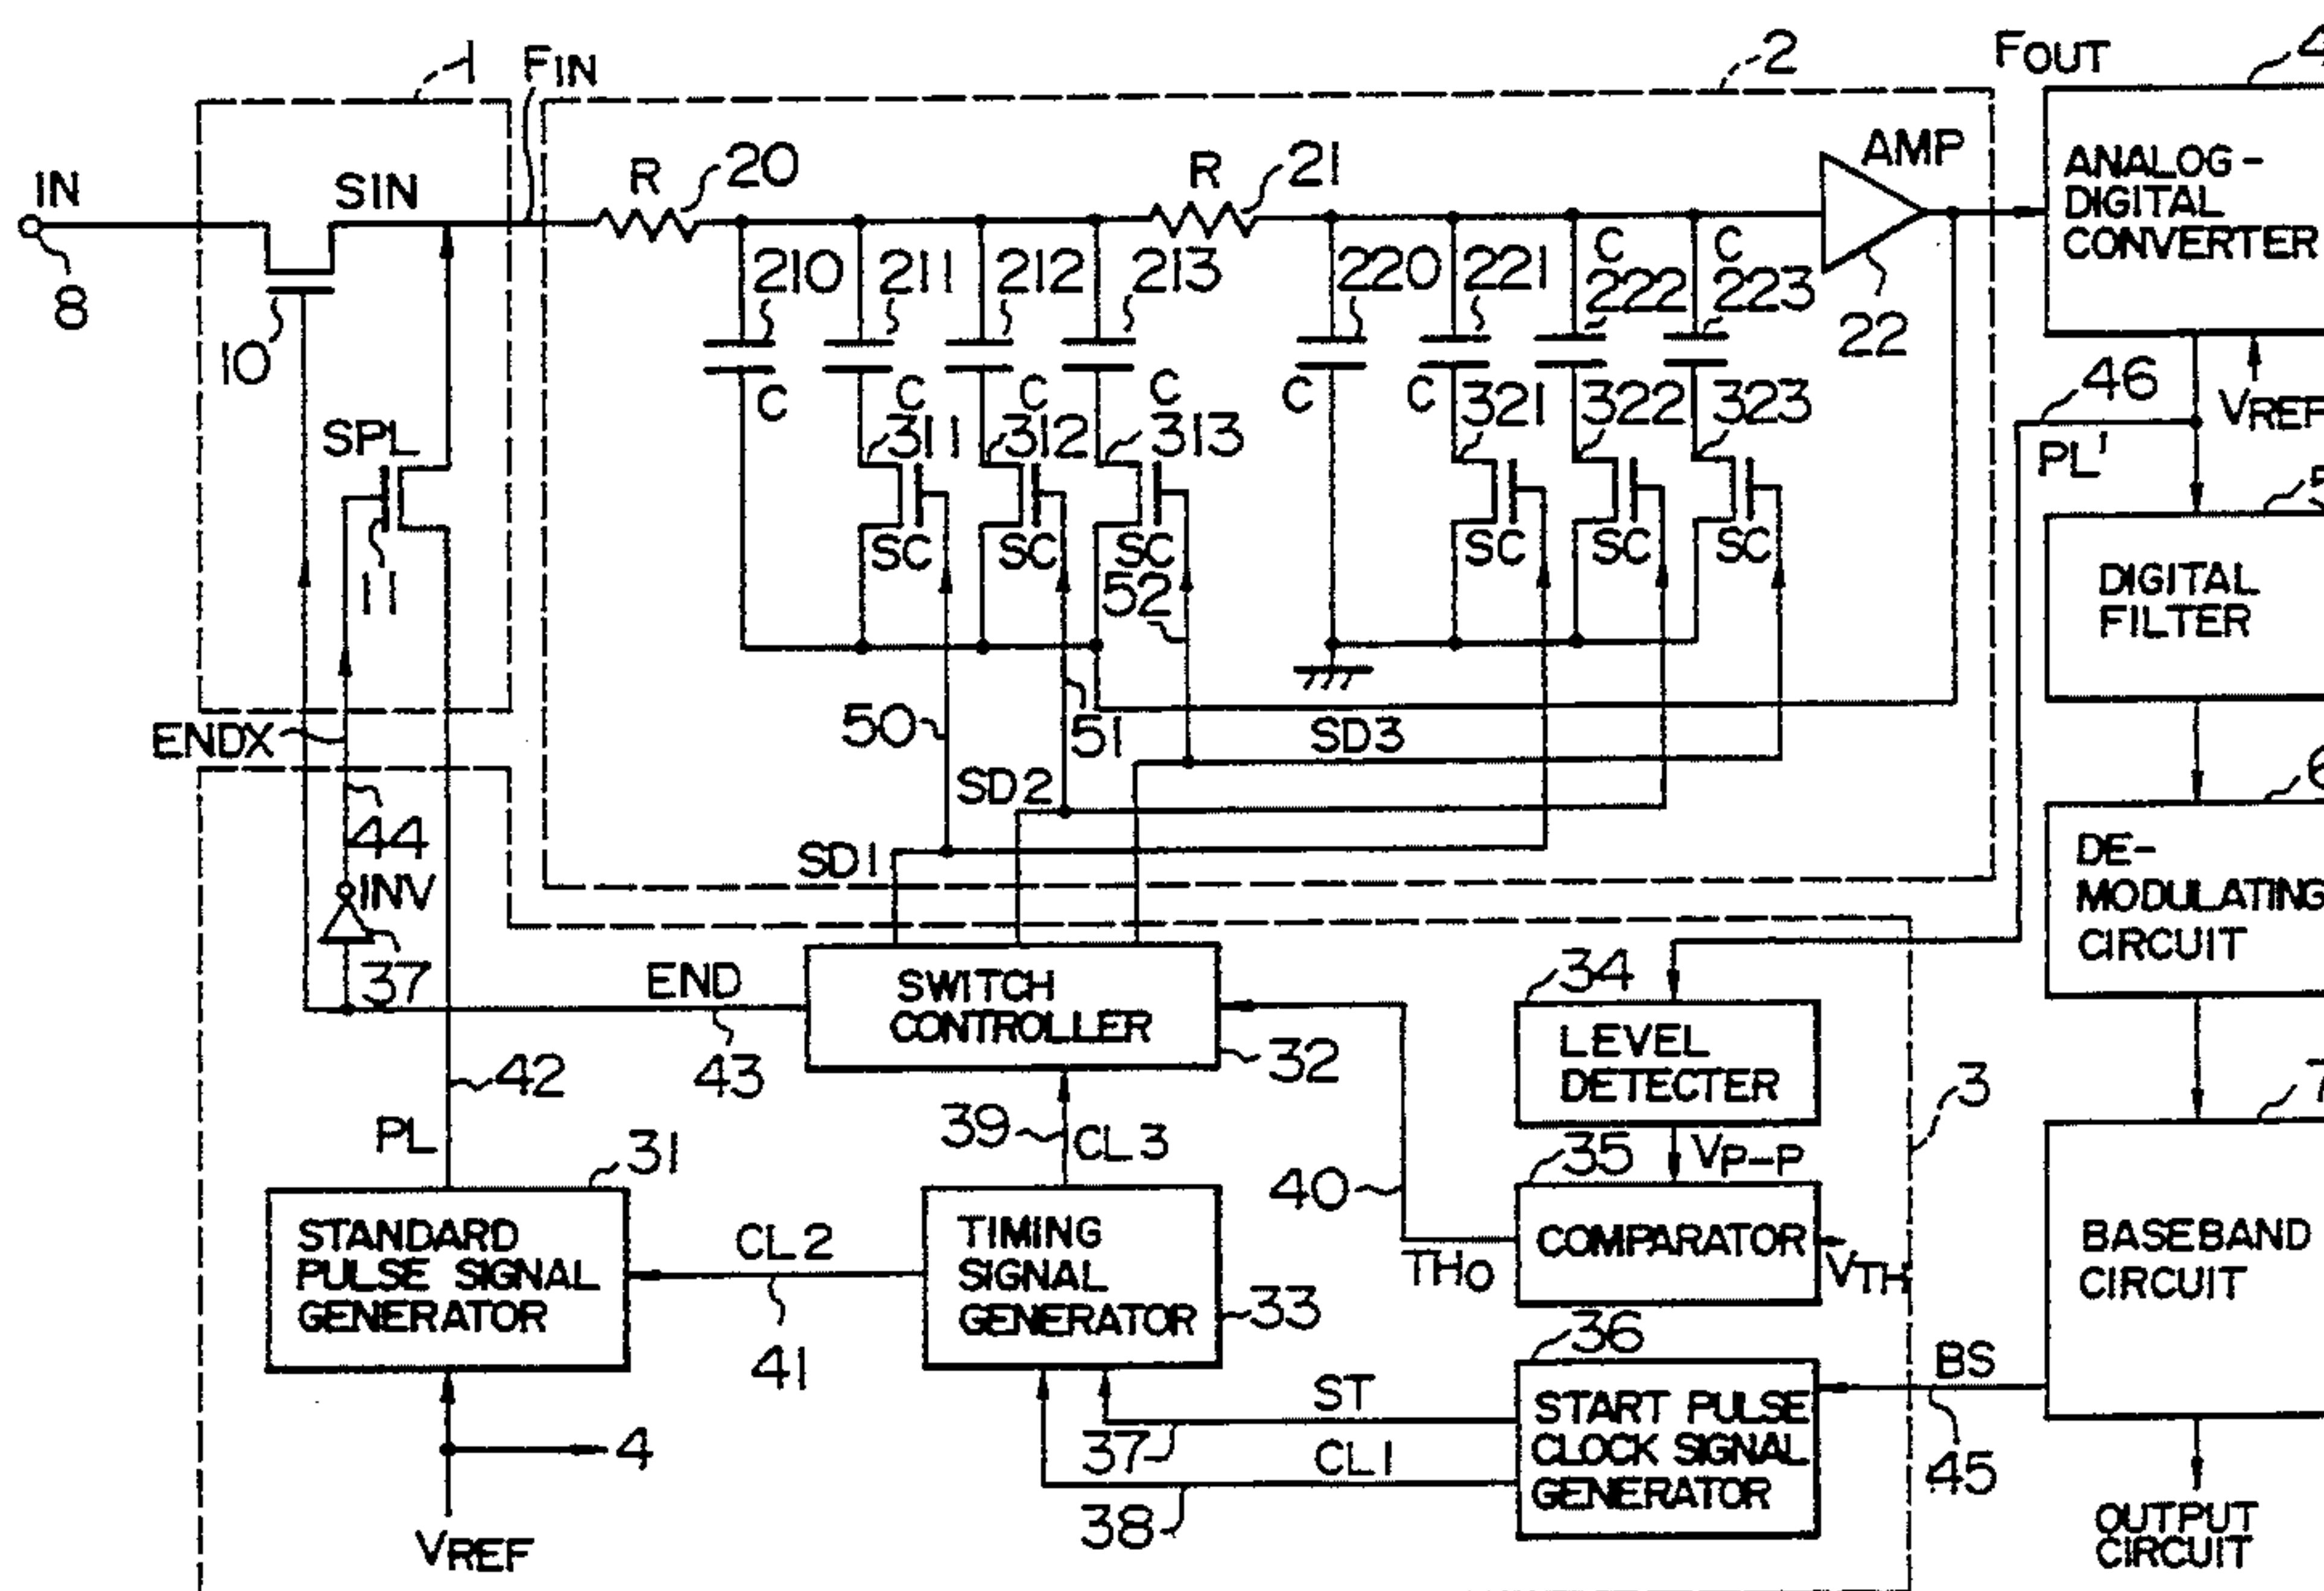 1
FIN
2
FOUT
4
IN
SIN
R
20
R
21
AMP
ANALOG-
DIGITAL
CONVERTER
8
10
210
211
212
213
220
221
C
222
C
223
22
C
C
C
C
C
C
46
VREF
PL'
SPL
11
311
312
313
321
322
323
SC
SC
SC
SC
SC
SC
52
5
DIGITAL
FILTER
ENDX
50
51
SD3
SD2
SD1
6
DE-
MODULATING
CIRCUIT
44
INV
37
END
43
SWITCH
CONTROLLER
32
34
LEVEL
DETECTER
42
PL
39
CL3
40
35
VP-P
3
7
31
STANDARD
PULSE SIGNAL
GENERATOR
CL2
41
TIMING
SIGNAL
GENERATOR
33
THO
COMPARATOR
VTH
BASEBAND
CIRCUIT
36
ST
37
CL1
38
START PULSE
CLOCK SIGNAL
GENERATOR
BS
45
4
VREF
OUTPUT
CIRCUIT